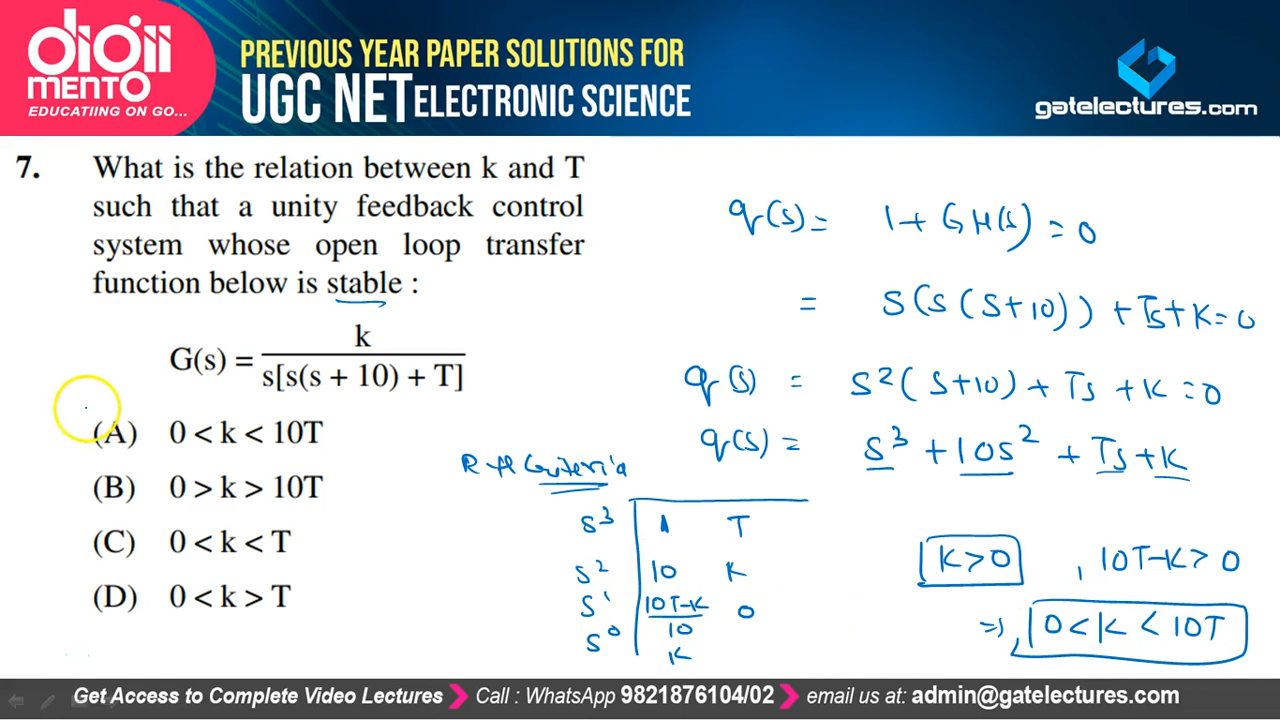 digii
mento
EDUCATIING ON GO...
PREVIOUS YEAR PAPER SOLUTIONS FOR
UGC NET ELECTRONIC SCIENCE
gatelectures.com
7. What is the relation between k and T
such that a unity feedback control
system whose open loop transfer
function below is stable :
G(s) = k / s[s(s + 10) + T]
(A) 0 < k < 10T
(B) 0 > k > 10T
(C) 0 < k < T
(D) 0 < k > T
q(s) = 1 + GH(s) = 0
= s(s(s+10)) + Ts + K = 0
q(s) = s²(s+10) + Ts + K = 0
q(s) = s³ + 10s² + Ts + K
R-H Criteria
s³ 1 T
s² 10 K
s¹ 10T-K / 10 0
s⁰ K
K > 0 , 10T-K > 0
⇒, 0 < K < 10T
Get Access to Complete Video Lectures Call : WhatsApp 9821876104/02 email us at: admin@gatelectures.com